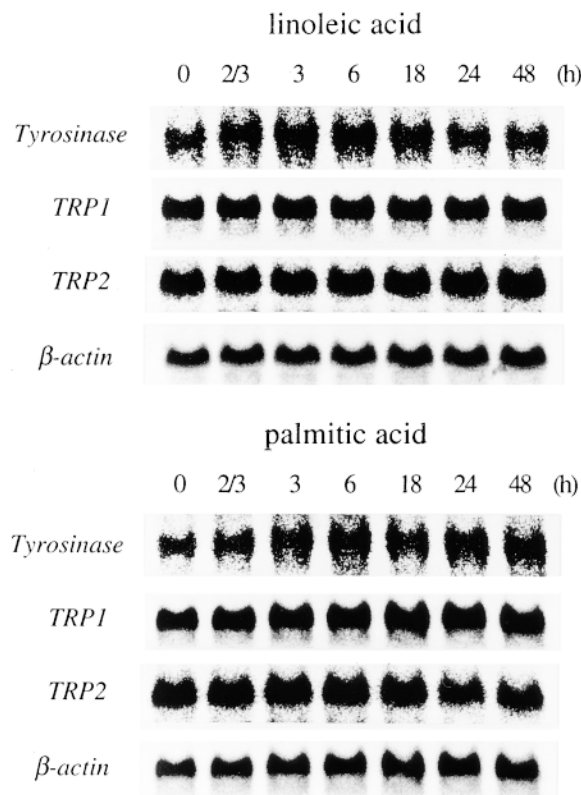 linoleic acid
0 2/3 3 6 18 24 48 (h)
Tyrosinase
TRP1
TRP2
β-actin
palmitic acid
0 2/3 3 6 18 24 48 (h)
Tyrosinase
TRP1
TRP2
β-actin